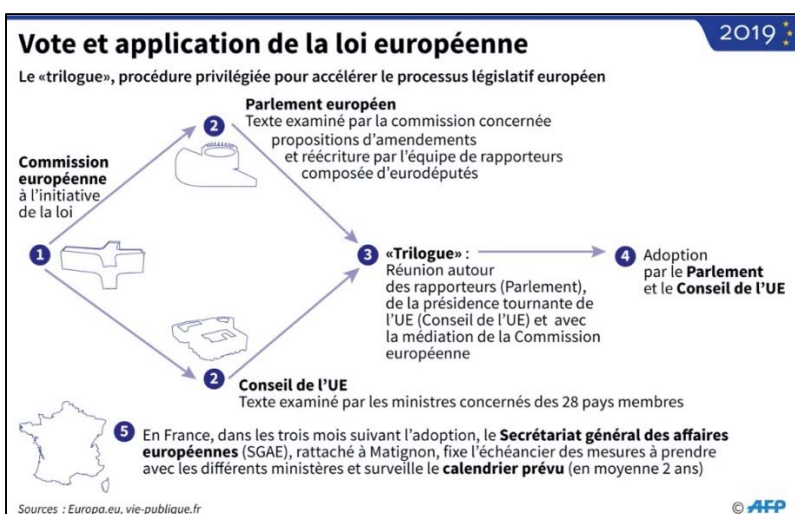 2019
Vote et application de la loi européenne
Le «trilogue», procédure privilégiée pour accélérer le processus législatif européen
Commission
européenne
à l'initiative
de la loi
1
2
Parlement européen
Texte examiné par la commission concernée
propositions d'amendements
et réécriture par l'équipe de rapporteurs
composée d'eurodéputés
2
Conseil de l'UE
Texte examiné par les ministres concernés des 28 pays membres
3
«Trilogue» :
Réunion autour
des rapporteurs (Parlement),
de la présidence tournante de
l'UE (Conseil de l'UE) et avec
la médiation de la Commission
européenne
4
Adoption
par le Parlement
et le Conseil de l'UE
5
En France, dans les trois mois suivant l'adoption, le Secrétariat général des affaires
européennes (SGAE), rattaché à Matignon, fixe l'échéancier des mesures à prendre
avec les différents ministères et surveille le calendrier prévu (en moyenne 2 ans)
Sources : Europa.eu, vie-publique.fr
© AFP